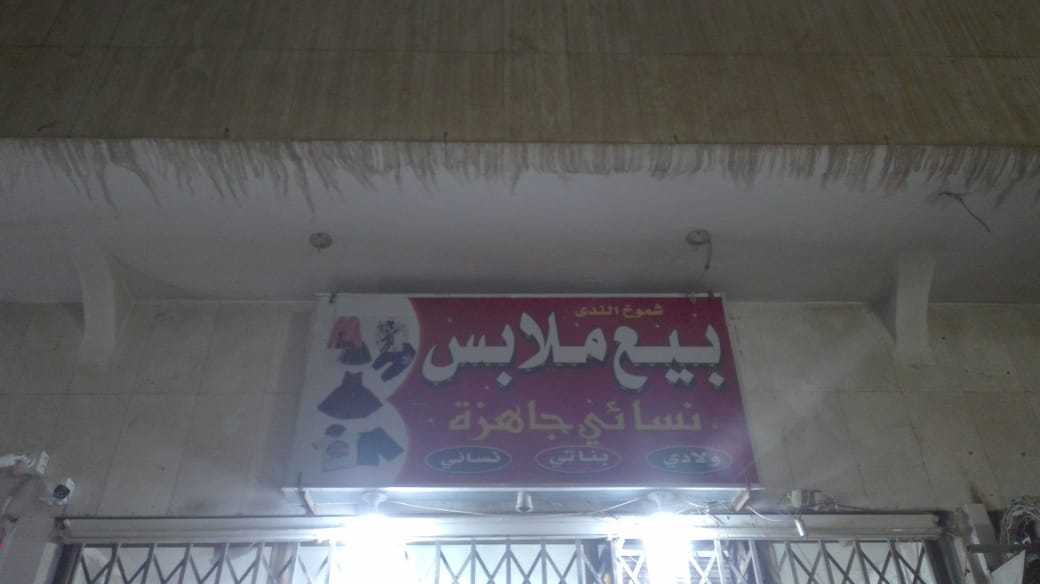 شموخ الندى
بيع ملابس
نسائي جاهزة
ولادي بناتي نسائي